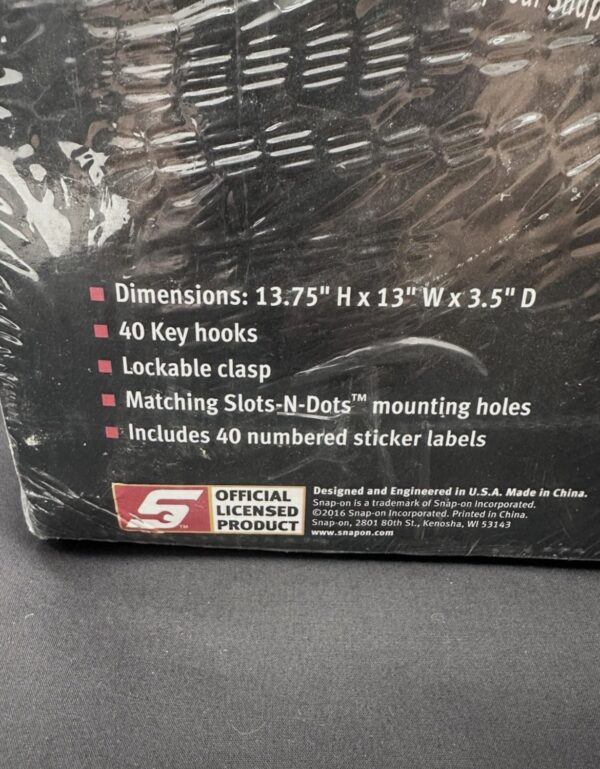 Dimensions: 13.75" H x 13" W x 3.5" D
40 Key hooks
Lockable clasp
Matching Slots-N-Dots™ mounting holes
Includes 40 numbered sticker labels
OFFICIAL
LICENSED
PRODUCT
Designed and Engineered in U.S.A. Made in China.
Snap-on is a trademark of Snap-on Incorporated.
©2016 Snap-on Incorporated. Printed in China.
Snap-on, 2801 80th St., Kenosha, WI 53143
www.snapon.com